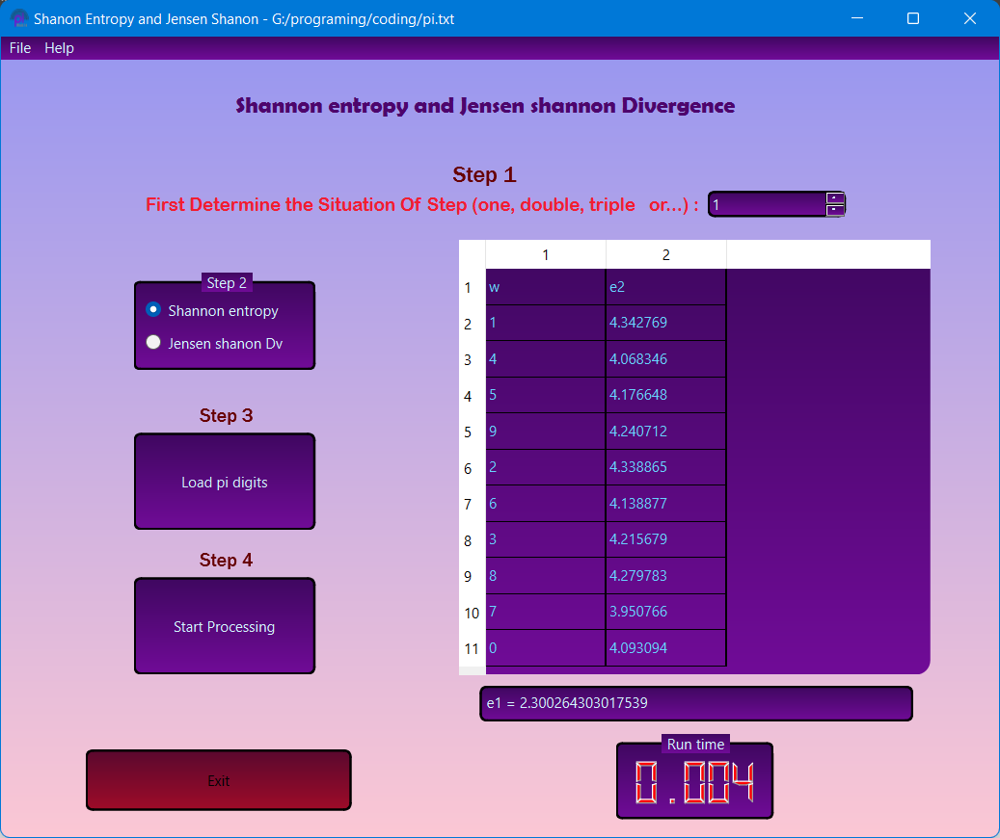 Shanon Entropy and Jensen Shanon - G:/programing/coding/pi.txt
File Help
Shannon entropy and Jensen shannon Divergence
Step 1
First Determine the Situation Of Step (one, double, triple or...) : 1
Step 2
Shannon entropy
Jensen shanon Dv
Step 3
Load pi digits
Step 4
Start Processing
Exit
1 2
1 w e2
2 1 4.342769
3 4 4.068346
4 5 4.176648
5 9 4.240712
6 2 4.338865
7 6 4.138877
8 3 4.215679
9 8 4.279783
10 7 3.950766
11 0 4.093094
e1 = 2.300264303017539
Run time
0.004